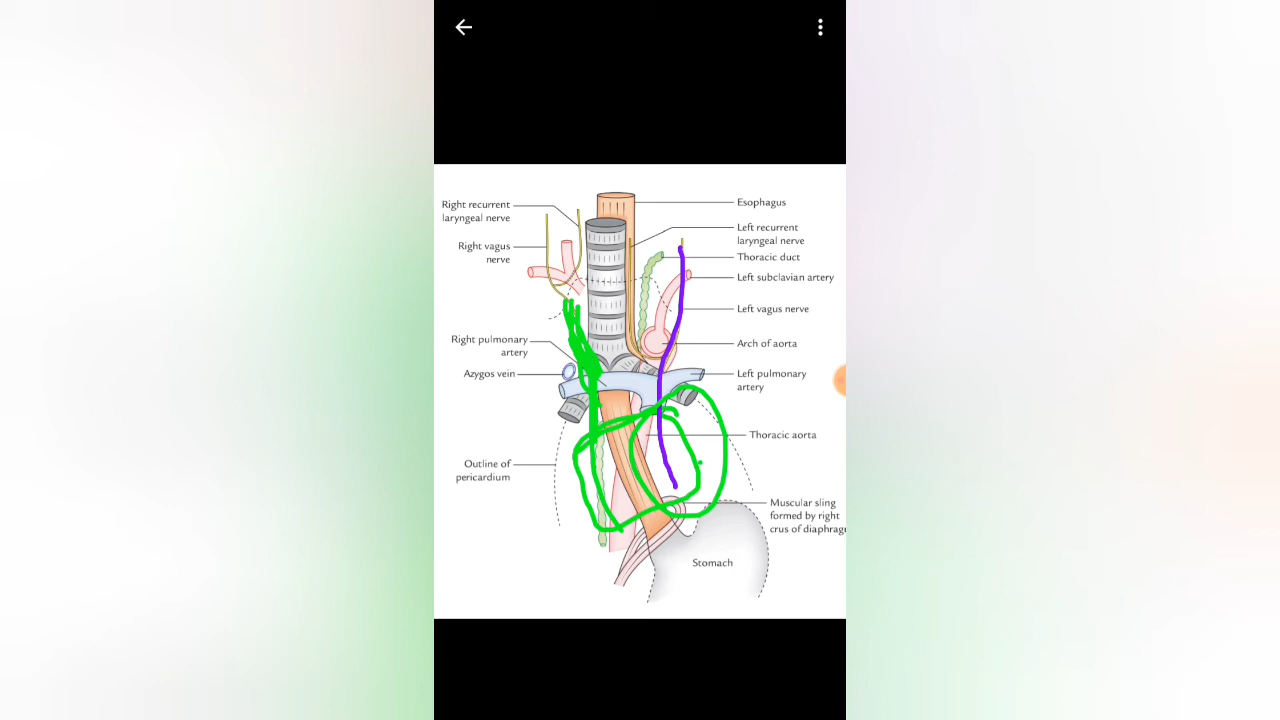 Right recurrent
laryngeal nerve
Right vagus
nerve
Right pulmonary
artery
Azygos vein
Outline of
pericardium
Esophagus
Left recurrent
laryngeal nerve
Thoracic duct
Left subclavian artery
Left vagus nerve
Arch of aorta
Left pulmonary
artery
Thoracic aorta
Muscular sling
formed by right
crus of diaphrag
Stomach